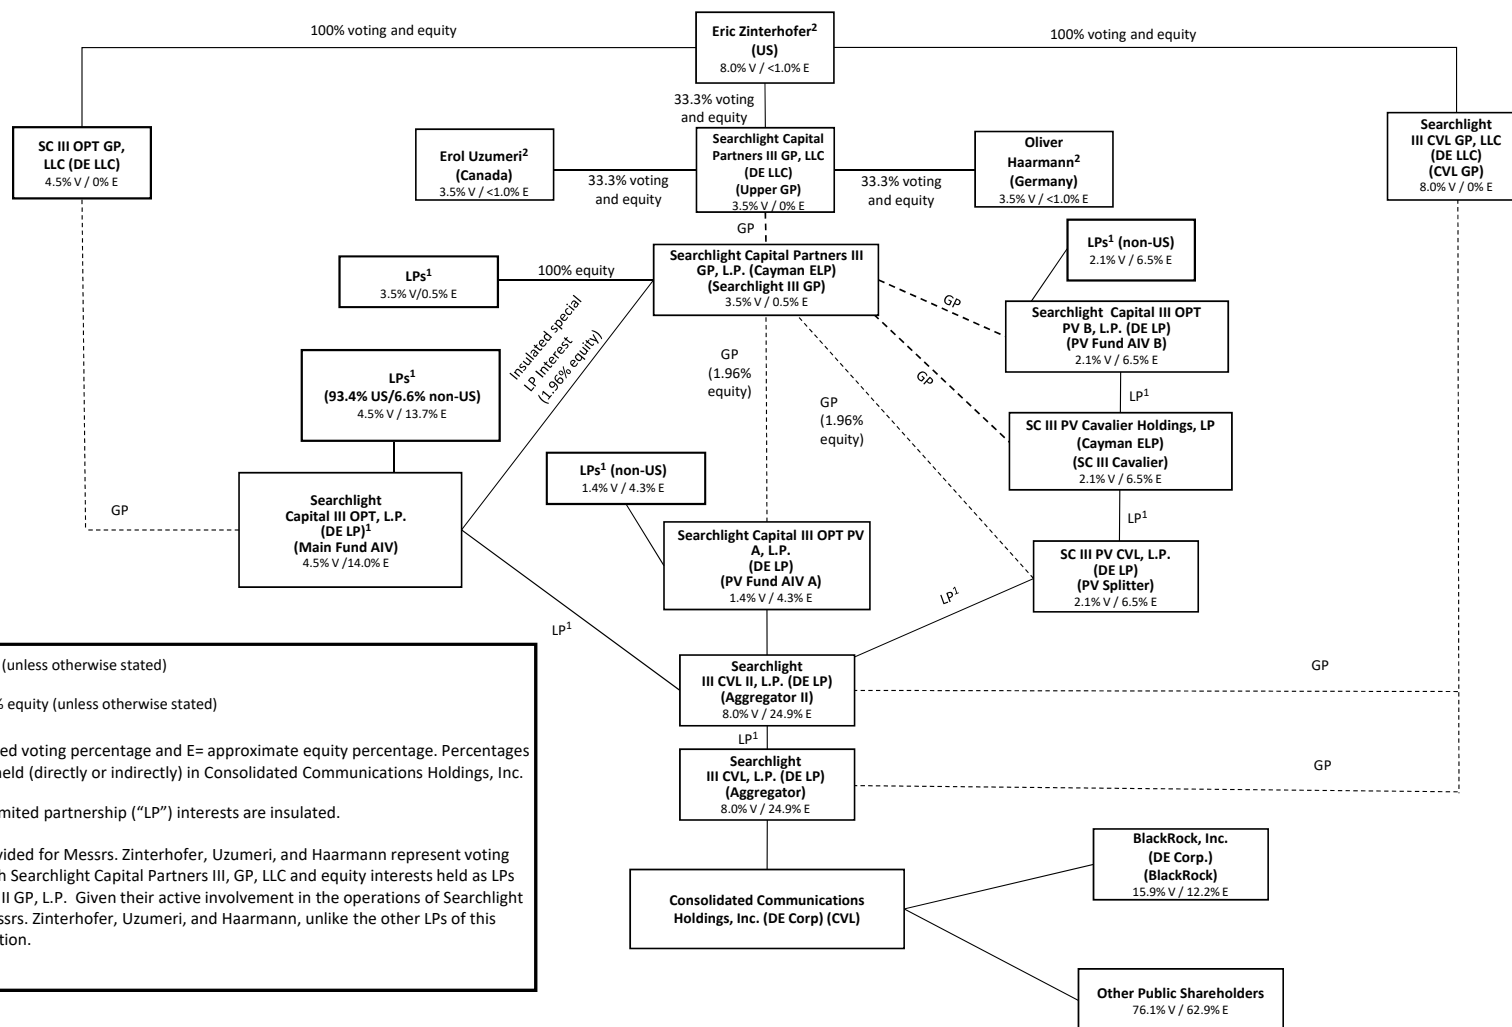 100% voting and equity
Eric Zinterhofer²
(US)
8.0% V / <1.0% E
100% voting and equity
33.3% voting
and equity
SC III OPT GP,
LLC (DE LLC)
4.5% V / 0% E
Erol Uzumeri²
(Canada)
3.5% V / <1.0% E
33.3% voting
and equity
Searchlight Capital
Partners III GP, LLC
(DE LLC)
(Upper GP)
3.5% V / 0% E
33.3% voting
and equity
Oliver
Haarmann²
(Germany)
3.5% V / <1.0% E
Searchlight
III CVL GP, LLC
(DE LLC)
(CVL GP)
8.0% V / 0% E
GP
LPs¹
3.5% V/0.5% E
100% equity
Searchlight Capital Partners III
GP, L.P. (Cayman ELP)
(Searchlight III GP)
3.5% V / 0.5% E
LPs¹ (non-US)
2.1% V / 6.5% E
GP
Searchlight  Capital III OPT
PV B, L.P. (DE LP)
(PV Fund AIV B)
2.1% V / 6.5% E
Insulated special
LP Interest
(1.96% equity)
GP
(1.96%
equity)
GP
GP
(1.96%
equity)
LP¹
LPs¹
(93.4% US/6.6% non-US)
4.5% V / 13.7% E
SC III PV Cavalier Holdings, LP
(Cayman ELP)
(SC III Cavalier)
2.1% V / 6.5% E
LPs¹ (non-US)
1.4% V / 4.3% E
GP
Searchlight
Capital III OPT, L.P.
(DE LP)¹
(Main Fund AIV)
4.5% V /14.0% E
LP¹
Searchlight Capital III OPT PV
A, L.P.
(DE LP)
(PV Fund AIV A)
1.4% V / 4.3% E
SC III PV CVL, L.P.
(DE LP)
(PV Splitter)
2.1% V / 6.5% E
LP¹
LP¹
Searchlight
III CVL II, L.P. (DE LP)
(Aggregator II)
8.0% V / 24.9% E
GP
LP¹
Searchlight
III CVL, L.P. (DE LP)
(Aggregator)
8.0% V / 24.9% E
GP
Consolidated Communications
Holdings, Inc. (DE Corp) (CVL)
BlackRock, Inc.
(DE Corp.)
(BlackRock)
15.9% V / 12.2% E
Other Public Shareholders
76.1% V / 62.9% E
(unless otherwise stated)
% equity (unless otherwise stated)
ed voting percentage and E= approximate equity percentage. Percentages
held (directly or indirectly) in Consolidated Communications Holdings, Inc.
mited partnership (“LP”) interests are insulated.
vided for Messrs. Zinterhofer, Uzumeri, and Haarmann represent voting
h Searchlight Capital Partners III, GP, LLC and equity interests held as LPs
II GP, L.P.  Given their active involvement in the operations of Searchlight
ssrs. Zinterhofer, Uzumeri, and Haarmann, unlike the other LPs of this
tion.